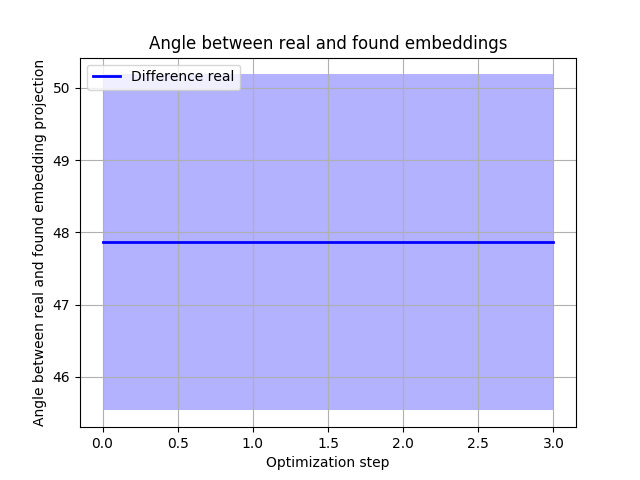 Angle between real and found embeddings
Difference real
Angle between real and found embedding projection
50
49
48
47
46
0.0 0.5 1.0 1.5 2.0 2.5 3.0
Optimization step